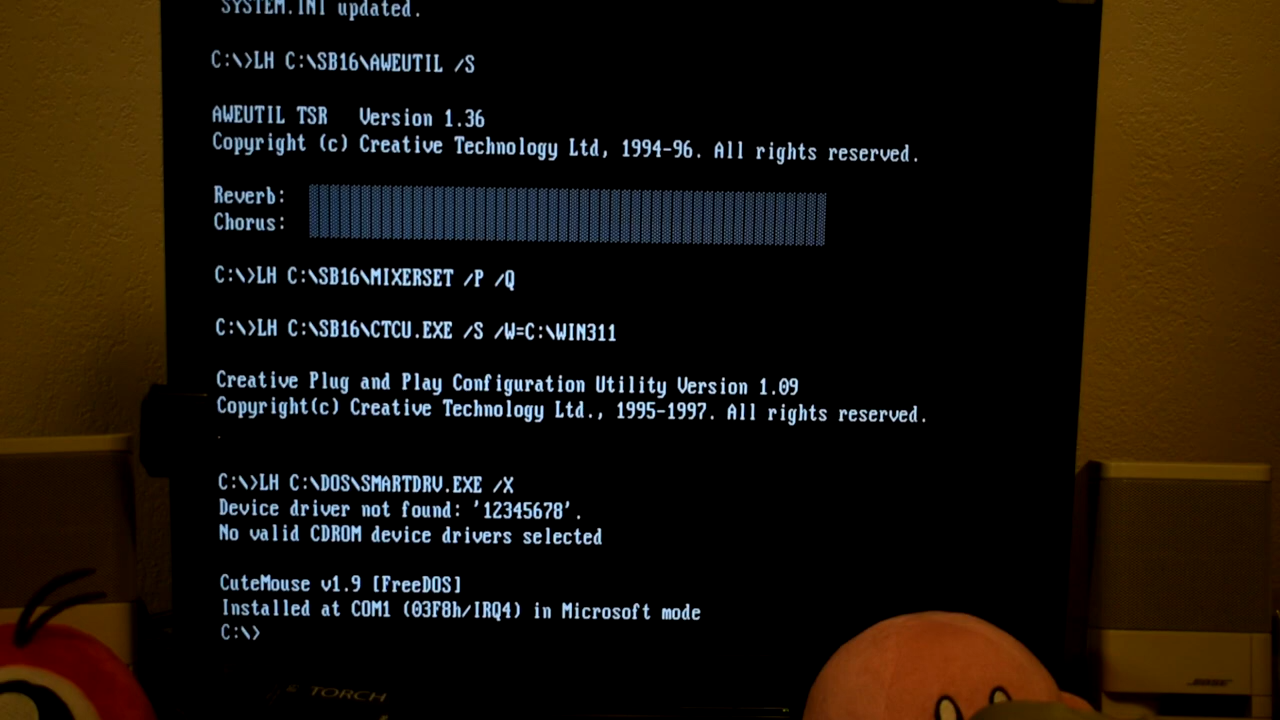 SYSTEM.INI updated.
C:\>LH C:\SB16\AWEUTIL /S
AWEUTIL TSR   Version 1.36
Copyright (c) Creative Technology Ltd, 1994-96. All rights reserved.
Reverb:
Chorus:
C:\>LH C:\SB16\MIXERSET /P /Q
C:\>LH C:\SB16\CTCU.EXE /S /W=C:\WIN311
Creative Plug and Play Configuration Utility Version 1.09
Copyright(c) Creative Technology Ltd., 1995-1997. All rights reserved.
C:\>LH C:\DOS\SMARTDRV.EXE /X
Device driver not found: '12345678'.
No valid CDROM device drivers selected
CuteMouse v1.9 [FreeDOS]
Installed at COM1 (03F8h/IRQ4) in Microsoft mode
C:\>
TORCH
BOSE